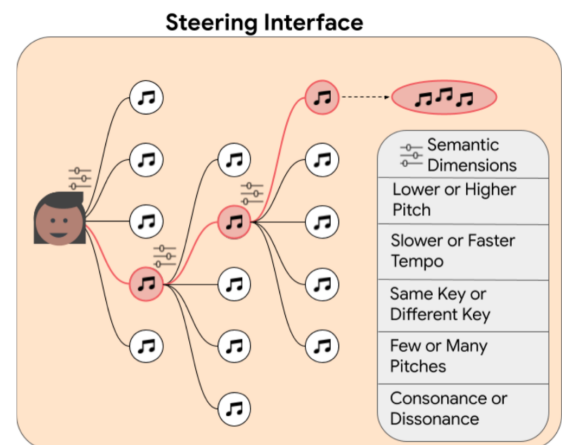 Steering Interface
Semantic
Dimensions
Lower or Higher
Pitch
Slower or Faster
Tempo
Same Key or
Different Key
Few or Many
Pitches
Consonance or
Dissonance